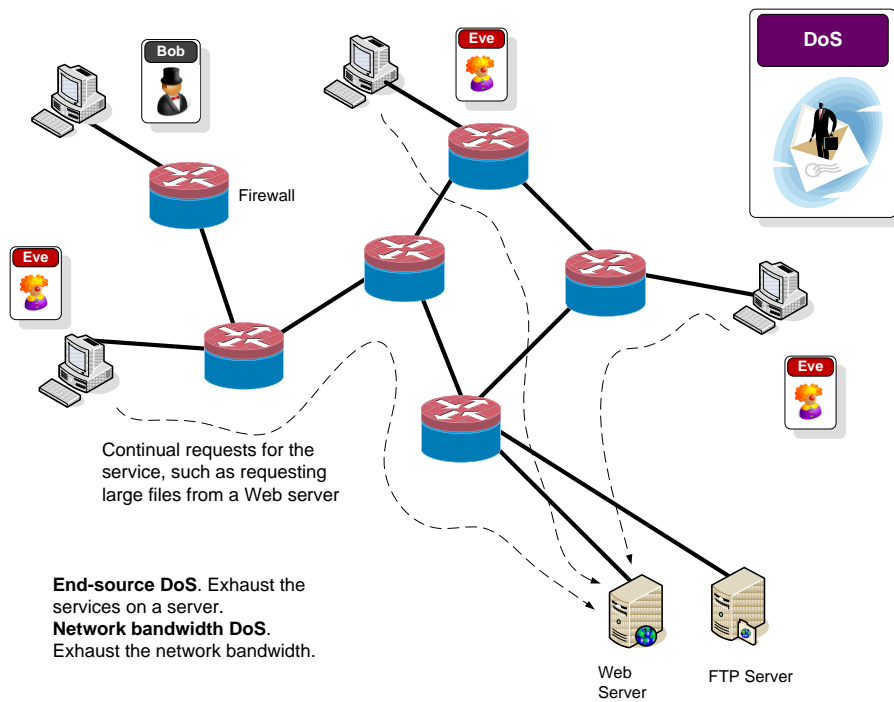 Bob
Eve
DoS
Firewall
Eve
Eve
Continual requests for the
service, such as requesting
large files from a Web server
End-source DoS. Exhaust the
services on a server.
Network bandwidth DoS.
Exhaust the network bandwidth.
Web
Server
FTP Server